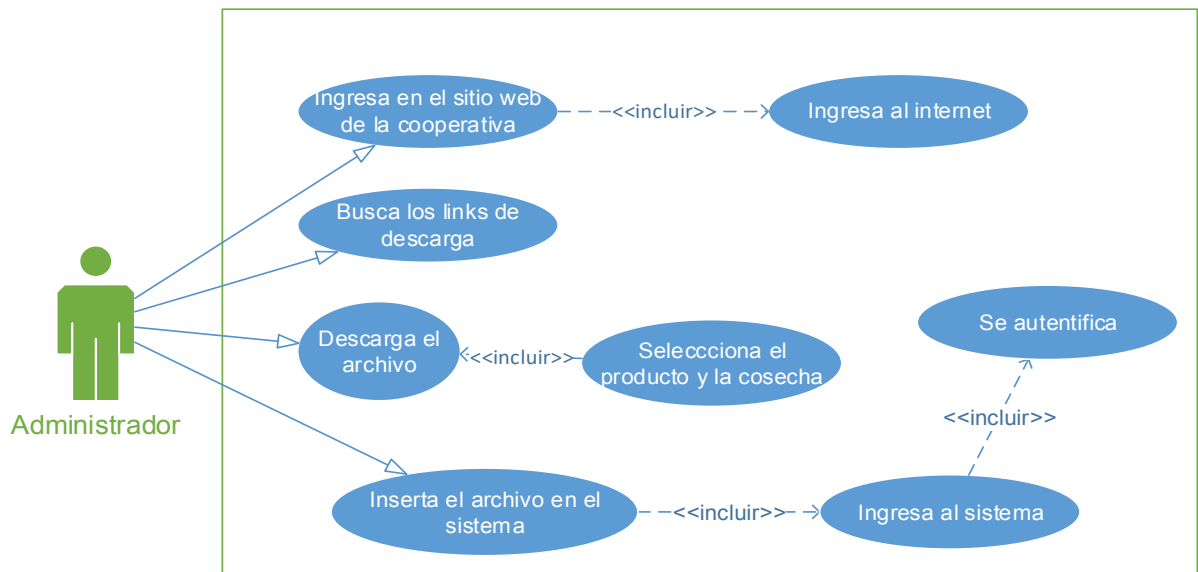 Ingresa en el sitio web
de la cooperativa
<<incluir>>
Ingresa al internet
Busca los links de
descarga
Descarga el
archivo
<<incluir>>
Seleccciona el
producto y la cosecha
Se autentifica
<<incluir>>
Administrador
Inserta el archivo en el
sistema
<<incluir>>
Ingresa al sistema